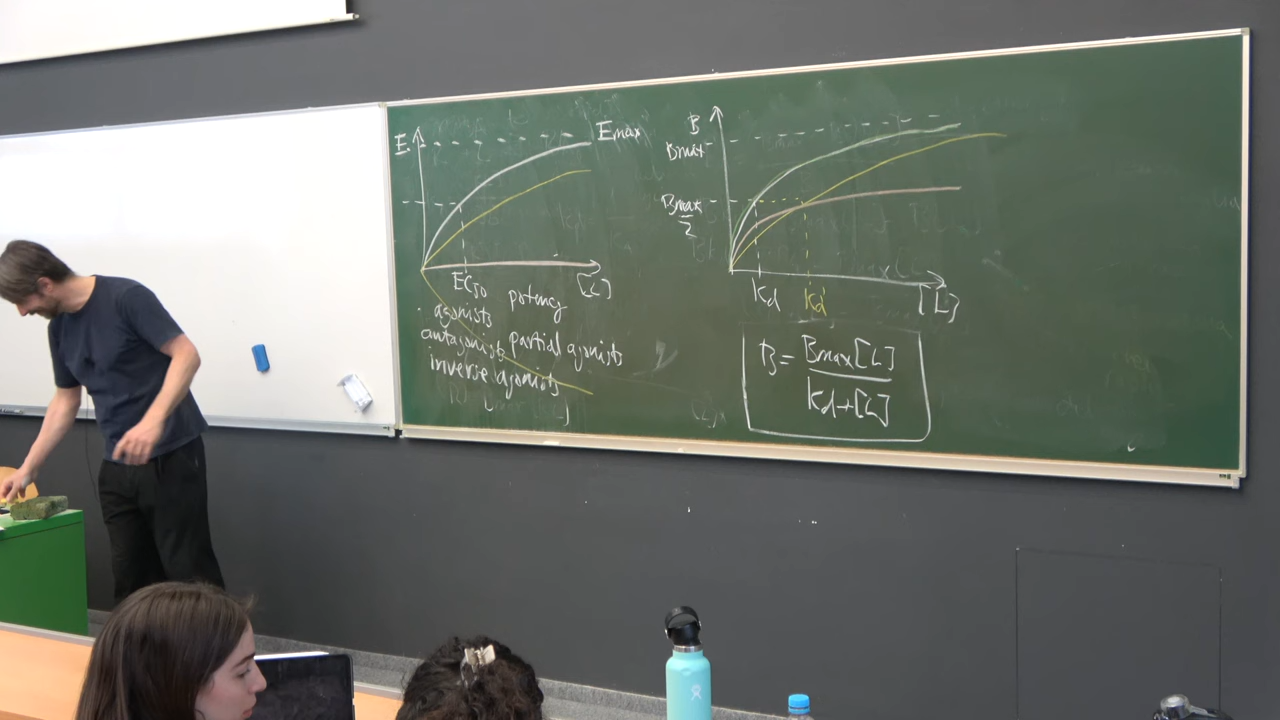 E
Emax
EC50
[L]
potency
agonists
antagonists partial agonists
inverse agonists
B
Bmax
Bmax
2
Kd
Kd'
[L]
B = Bmax[L]
Kd+[L]